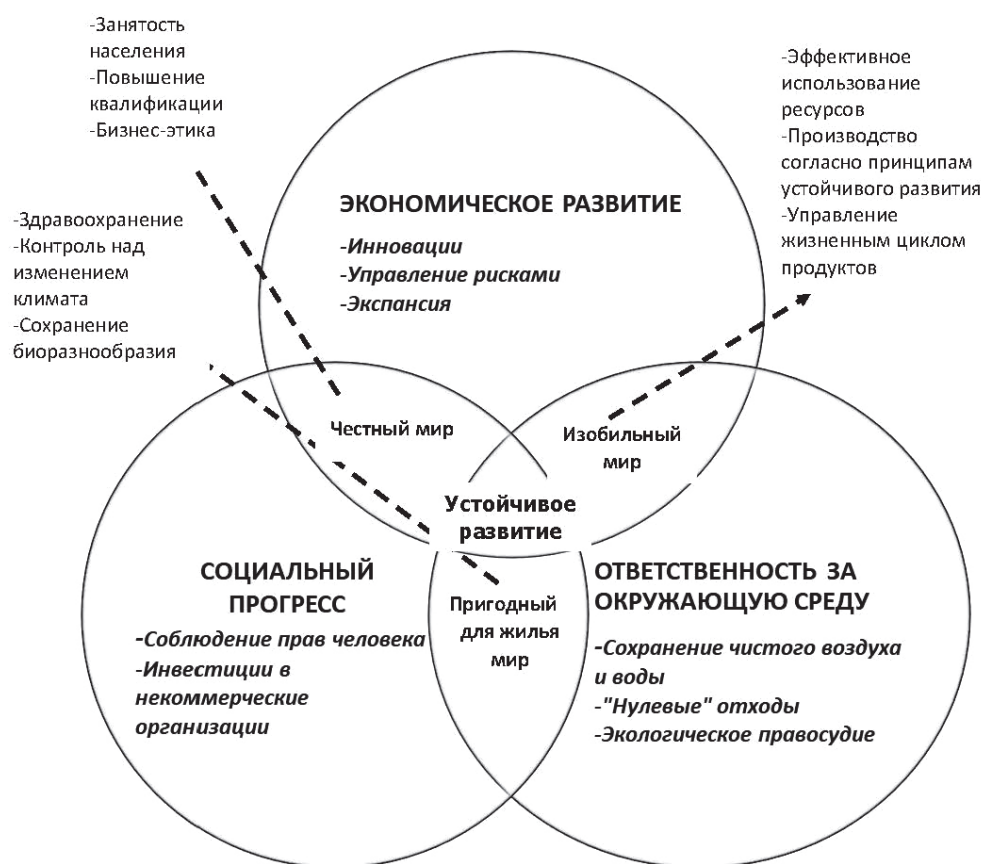 -Занятость
населения
-Повышение
квалификации
-Бизнес-этика
-Эффективное
использование
ресурсов
-Производство
согласно принципам
устойчивого развития
-Управление
жизненным циклом
продуктов
-Здравоохранение
-Контроль над
изменением
климата
-Сохранение
биоразнообразия
ЭКОНОМИЧЕСКОЕ РАЗВИТИЕ
-Инновации
-Управление рисками
-Экспансия
Честный мир
Изобильный
мир
Устойчивое
развитие
СОЦИАЛЬНЫЙ
ПРОГРЕСС
-Соблюдение прав человека
-Инвестиции в
некоммерческие
организации
Пригодный
для жилья
мир
ОТВЕТСТВЕННОСТЬ ЗА
ОКРУЖАЮЩУЮ СРЕДУ
-Сохранение чистого воздуха
и воды
-"Нулевые" отходы
-Экологическое правосудие